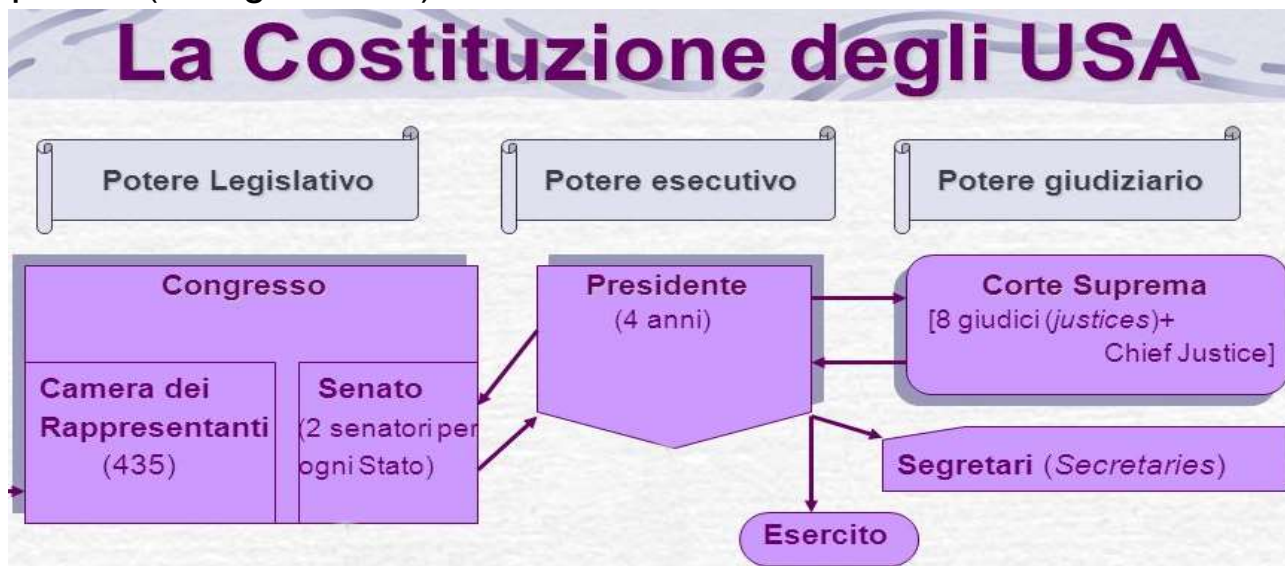 La Costituzione degli USA
Potere Legislativo
Potere esecutivo
Potere giudiziario
Congresso
Camera dei
Rappresentanti
(435)
Senato
(2 senatori per
ogni Stato)
Presidente
(4 anni)
Corte Suprema
[8 giudici (justices)+
Chief Justice]
Segretari (Secretaries)
Esercito